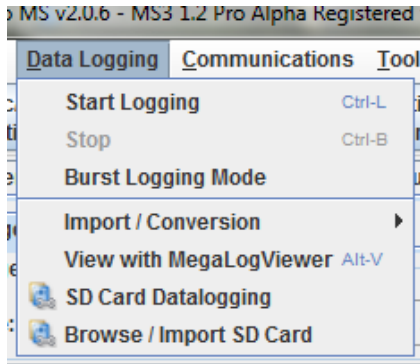 MS v2.0.6 - MS3 1.2 Pro Alpha Registered
Data Logging Communications Tool
Start Logging Ctrl-L
Stop Ctrl-B
Burst Logging Mode
Import / Conversion
View with MegaLogViewer Alt-V
SD Card Datalogging
Browse / Import SD Card